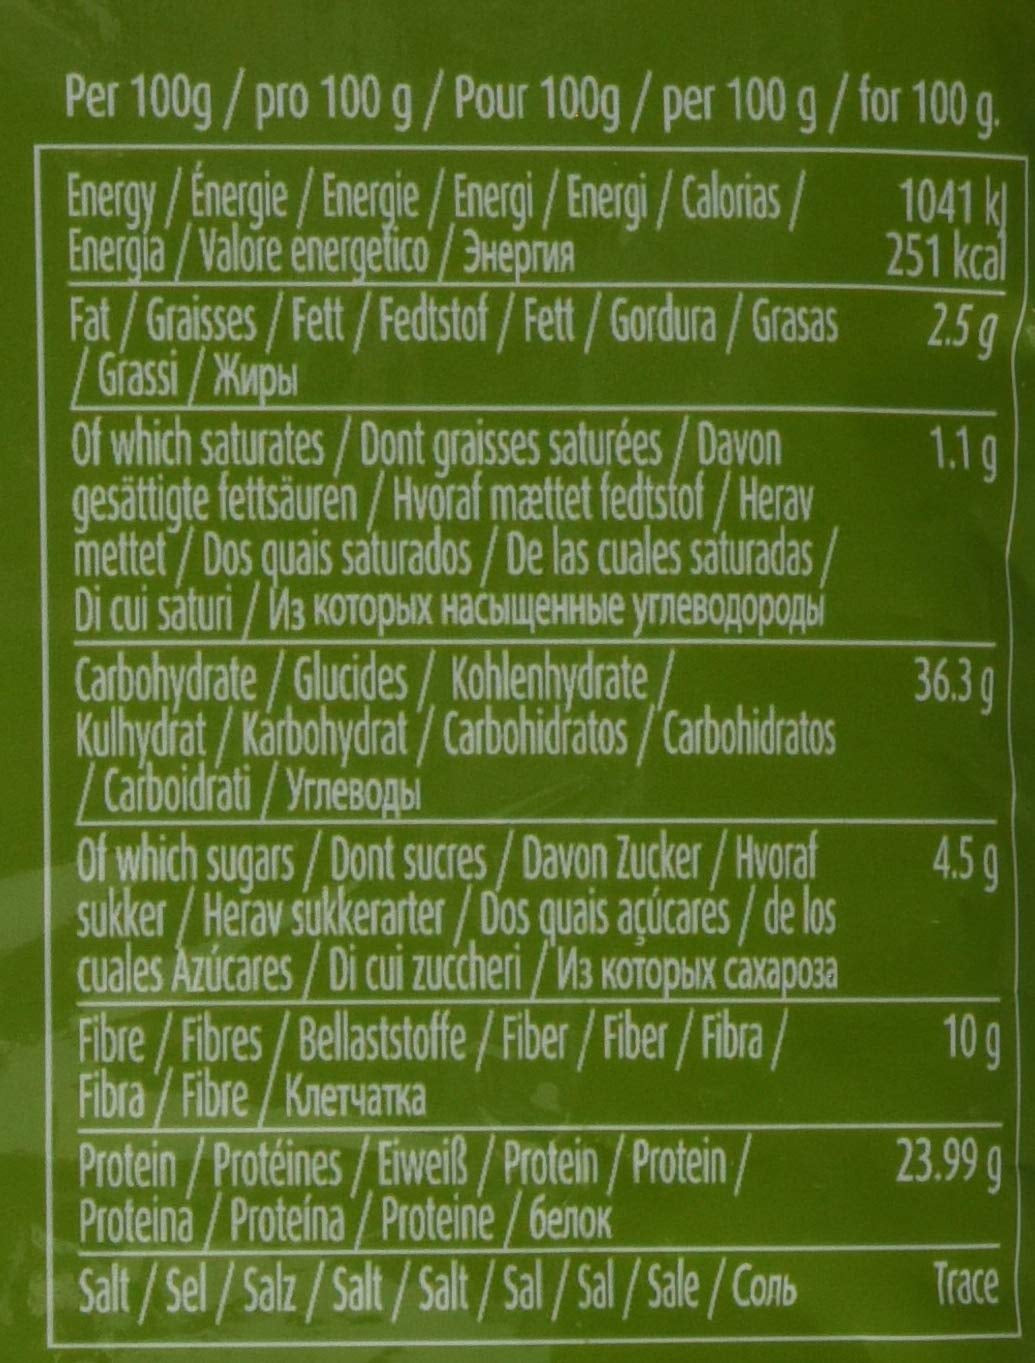 Per 100g / pro 100 g / Pour 100g / per 100 g / for 100 g.
Energy / Énergie / Energie / Energi / Energi / Calorias / 1041 kJ
Energía / Valore energetico / Энергия 251 kcal
Fat / Graisses / Fett / Fedtstof / Fett / Gordura / Grasas 2.5 g
/ Grassi / Жиры
Of which saturates / Dont graisses saturées / Davon 1.1 g
gesättigte fettsäuren / Hvoraf mættet fedtstof / Herav
mettet / Dos quais saturados / De las cuales saturadas /
Di cui saturi / Из которых насыщенные углеводороды
Carbohydrate / Glucides / Kohlenhydrate / 36.3 g
Kulhydrat / Karbohydrat / Carbohidratos / Carbohidratos
/ Carboidrati / Углеводы
Of which sugars / Dont sucres / Davon Zucker / Hvoraf 4.5 g
sukker / Herav sukkerarter / Dos quais açúcares / de los
cuales Azúcares / Di cui zuccheri / Из которых сахароза
Fibre / Fibres / Bellaststoffe / Fiber / Fiber / Fibra / 10 g
Fibra / Fibre / Клетчатка
Protein / Protéines / Eiweiß / Protein / Protein / 23.99 g
Proteina / Proteína / Proteine / белок
Salt / Sel / Salz / Salt / Salt / Sal / Sal / Sale / Соль Trace